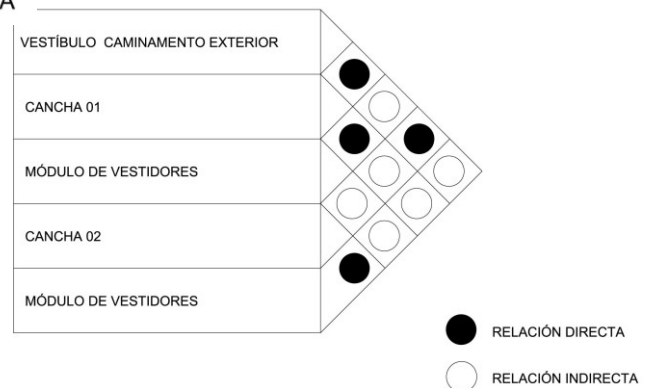 A
VESTÍBULO CAMINAMENTO EXTERIOR
CANCHA 01
MÓDULO DE VESTIDORES
CANCHA 02
MÓDULO DE VESTIDORES
RELACIÓN DIRECTA
RELACIÓN INDIRECTA